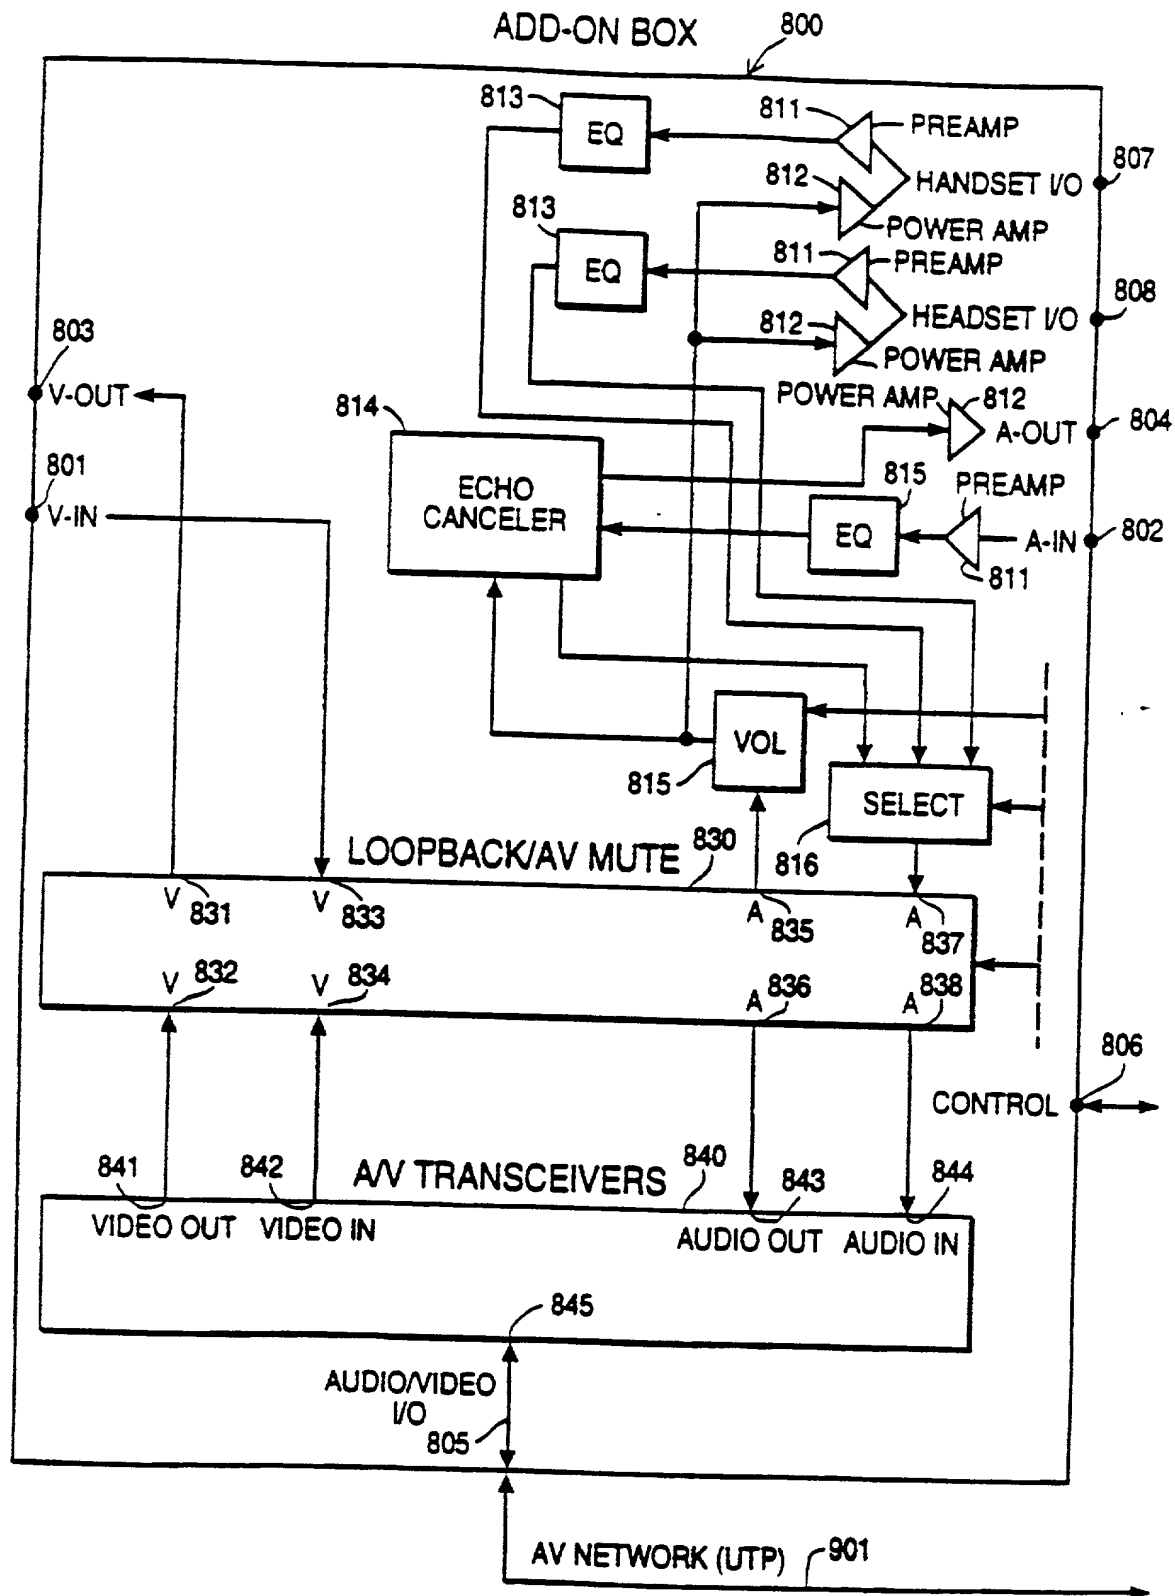 ADD-ON BOX
800
813
EQ
811
PREAMP
807
812
HANDSET I/O
813
POWER AMP
EQ
811
PREAMP
808
812
HEADSET I/O
POWER AMP
803
V-OUT
814
POWER AMP
812
A-OUT
804
801
V-IN
ECHO
CANCELER
815
EQ
PREAMP
A-IN
802
811
VOL
815
SELECT
816
LOOPBACK/AV MUTE
830
V
831
V
833
A
835
A
837
V
832
V
834
A
836
A
838
806
CONTROL
841
842
A/V TRANSCEIVERS
840
843
844
VIDEO OUT
VIDEO IN
AUDIO OUT
AUDIO IN
845
AUDIO/VIDEO
I/O
805
AV NETWORK (UTP)
901